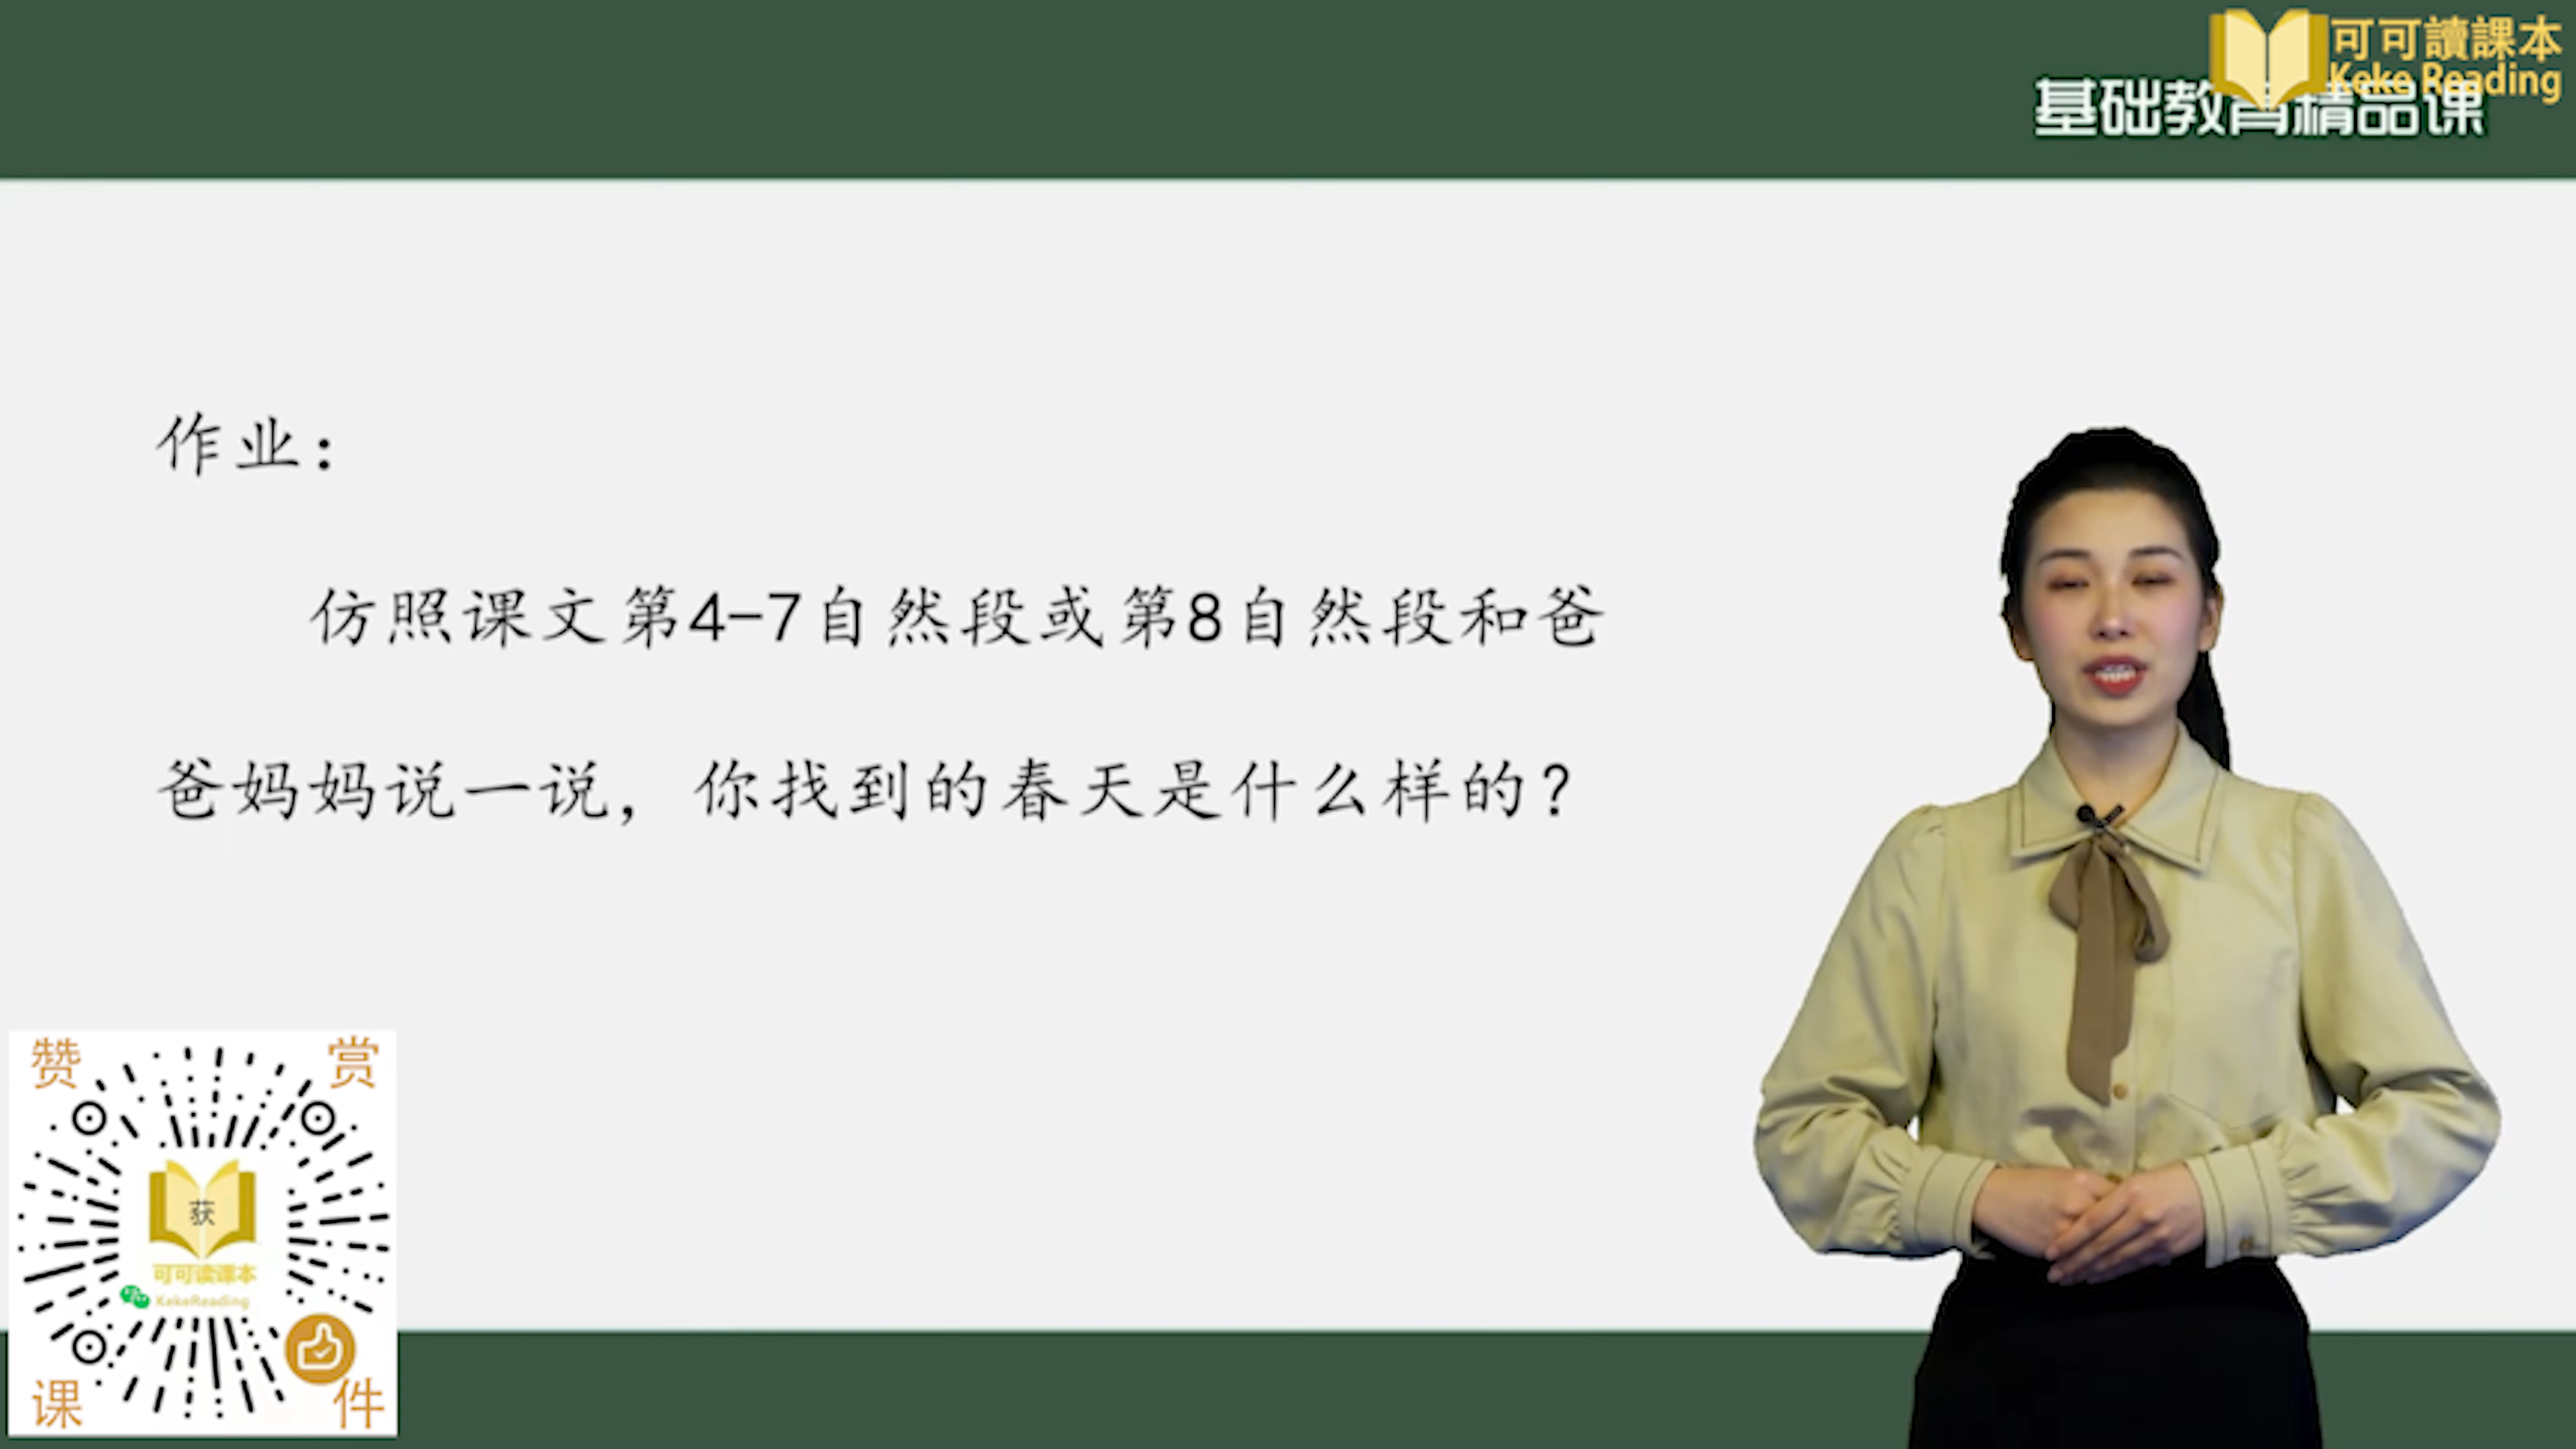 可可讀課本
Keke Reading
基础教育精品课
作业：
仿照课文第4-7自然段或第8自然段和爸
爸妈妈说一说，你找到的春天是什么样的？
赞 赏
获
可可读课本
KekeReading
课 件